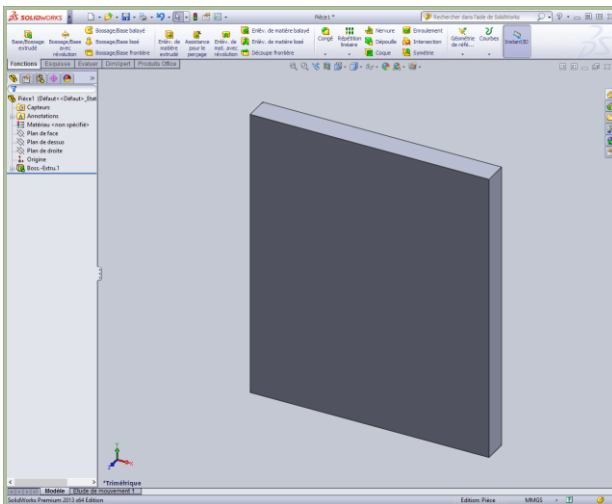 SOLIDWORKS
Pièce1 *
Rechercher dans l'aide de SolidWorks
Base/Bossage extrudé
Bossage/Base avec révolution
Bossage/Base balayé
Bossage/Base lissé
Bossage/Base frontière
Enlèv. de matière extrudé
Assistance pour le perçage
Enlèv. de mat. avec révolution
Enlèv. de matière balayé
Enlèv. de matière lissé
Découpe frontière
Congé
Répétition linéaire
Nervure
Dépouille
Coque
Enroulement
Intersection
Symétrie
Géométrie de réfé...
Courbes
Instant3D
Fonctions
Esquisse
Evaluer
DimXpert
Produits Office
Pièce1 (Défaut<<Défaut>_Etat
Capteurs
Annotations
Matériau <non spécifié>
Plan de face
Plan de dessus
Plan de droite
Origine
Boss.-Extru.1
*Trimétrique
Modèle
Etude de mouvement 1
SolidWorks Premium 2013 x64 Edition
Edition: Pièce
MMGS